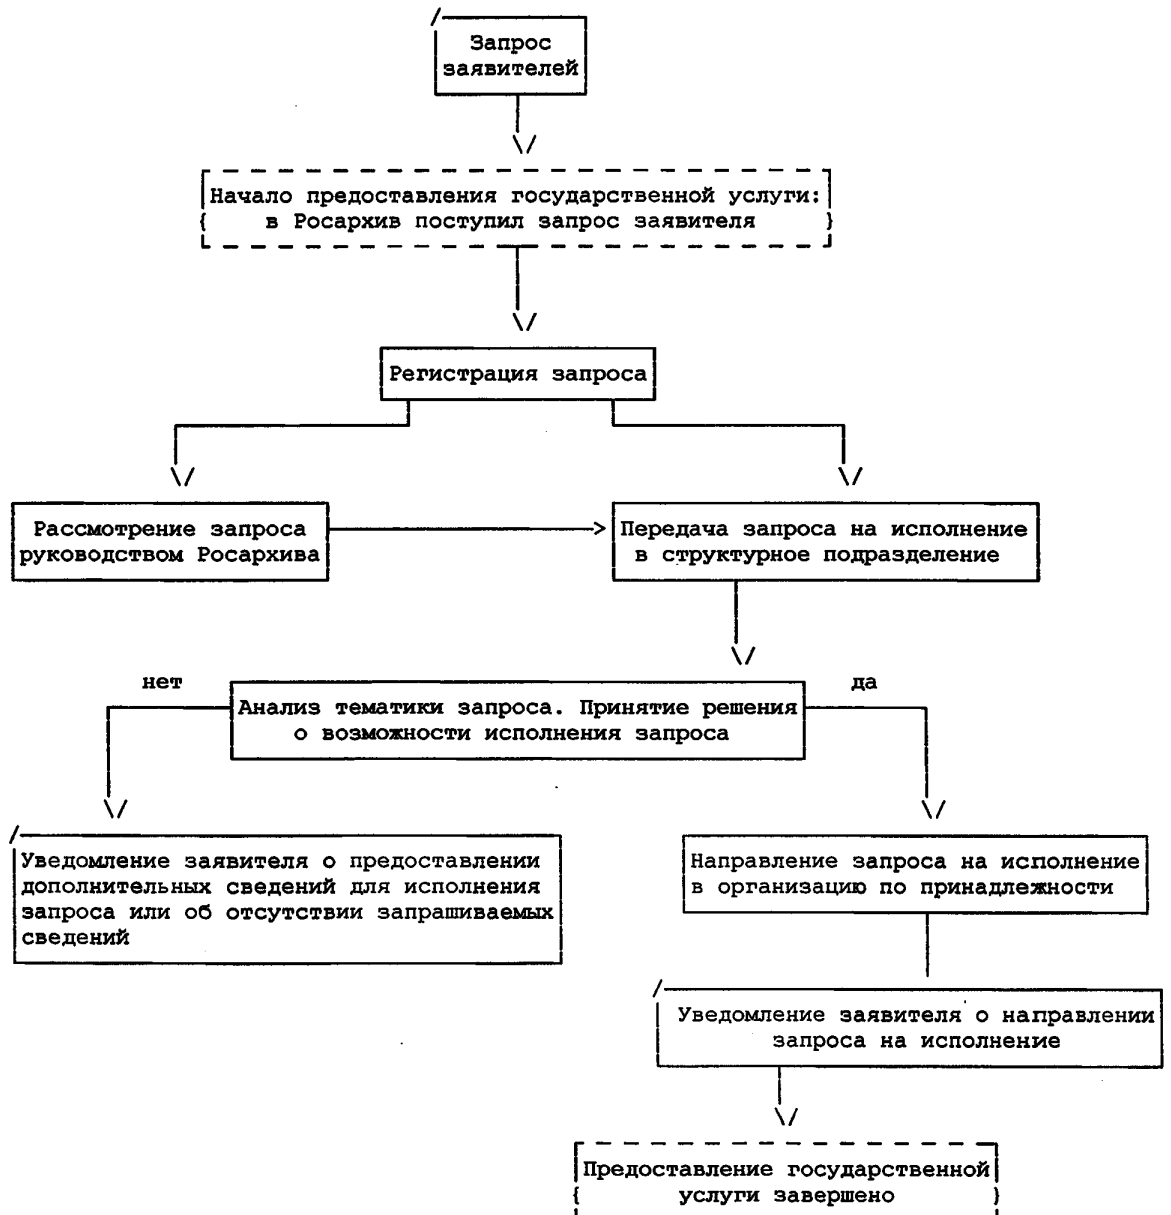 Запрос
заявителей
Начало предоставления государственной услуги:
в Росархив поступил запрос заявителя
Регистрация запроса
Рассмотрение запроса
руководством Росархива
Передача запроса на исполнение
в структурное подразделение
нет
да
Анализ тематики запроса. Принятие решения
о возможности исполнения запроса
Уведомление заявителя о предоставлении
дополнительных сведений для исполнения
запроса или об отсутствии запрашиваемых
сведений
Направление запроса на исполнение
в организацию по принадлежности
Уведомление заявителя о направлении
запроса на исполнение
Предоставление государственной
услуги завершено